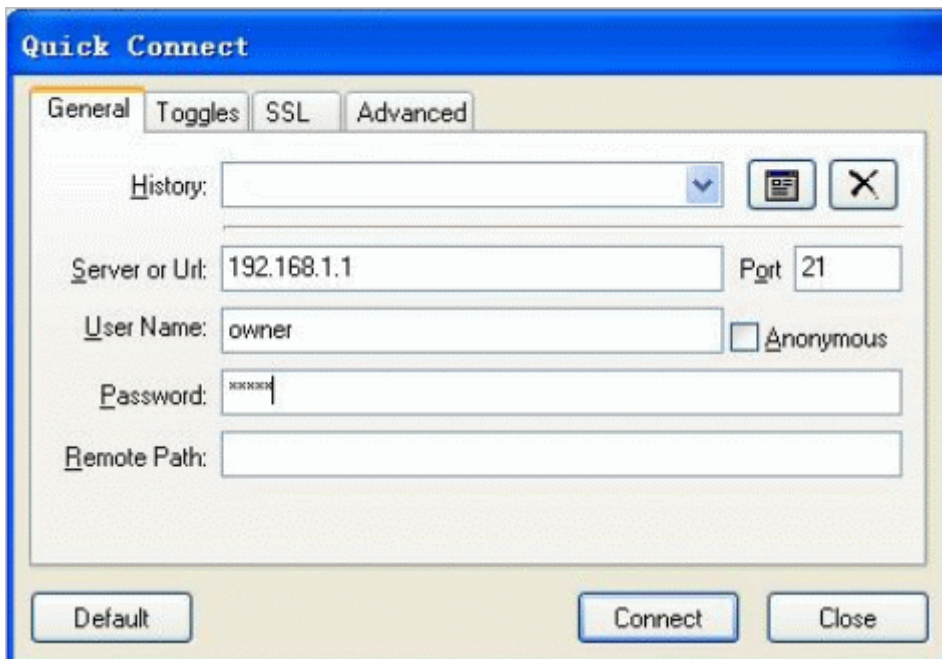 Quick Connect
General Toggles SSL Advanced
History:
Server or Url: 192.168.1.1 Port 21
User Name: owner Anonymous
Password: *****
Remote Path:
Default Connect Close